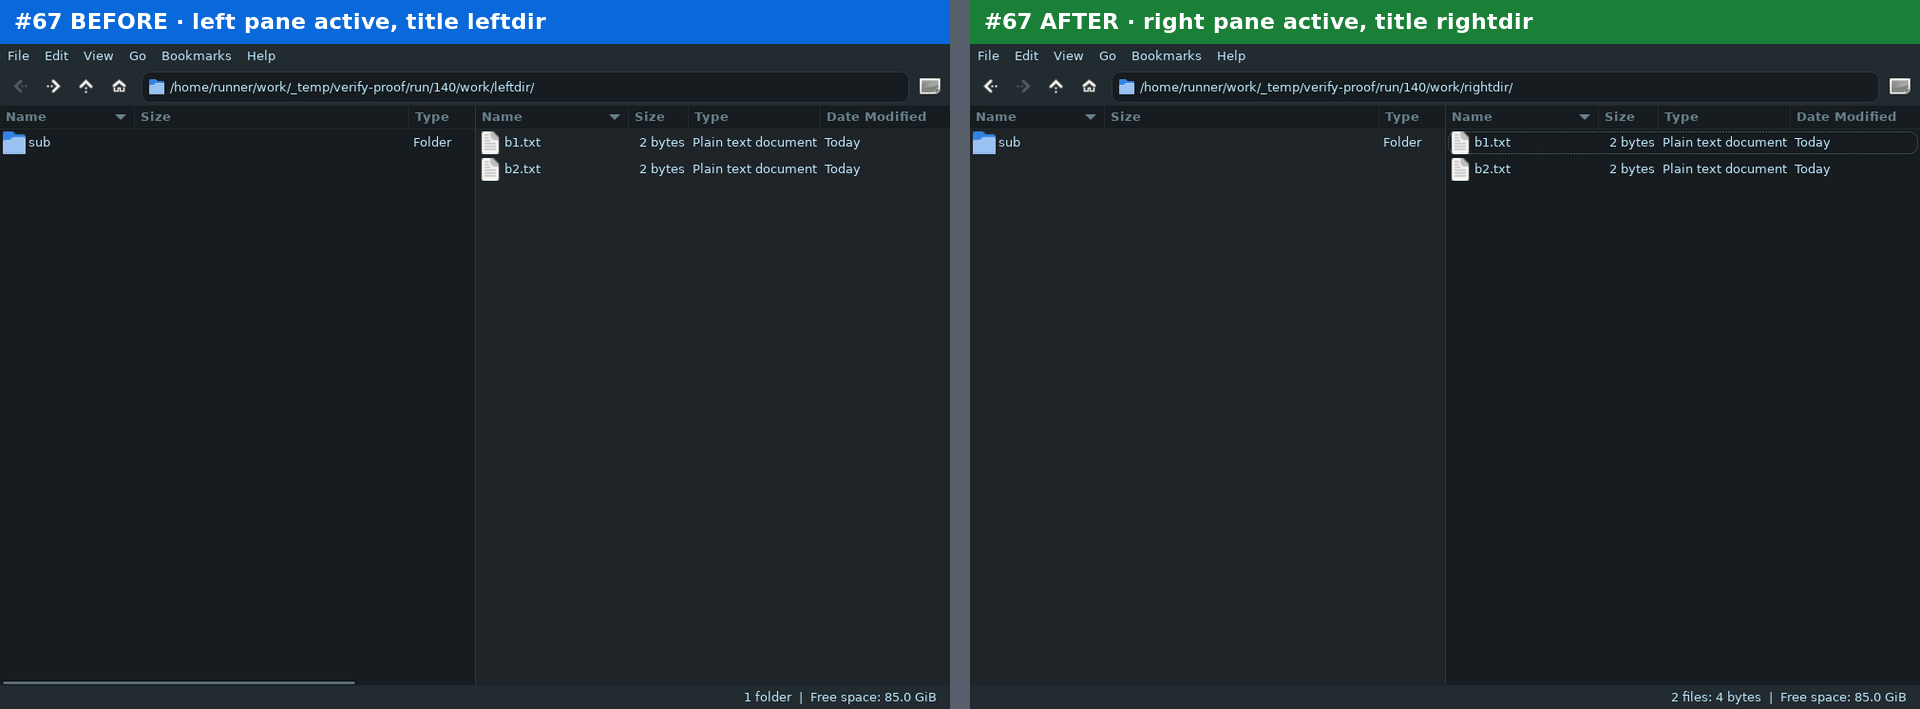 #67 BEFORE · left pane active, title leftdir
File Edit View Go Bookmarks Help
/home/runner/work/_temp/verify-proof/run/140/work/leftdir/
Name Size Type
sub Folder
Name Size Type Date Modified
b1.txt 2 bytes Plain text document Today
b2.txt 2 bytes Plain text document Today
1 folder | Free space: 85.0 GiB
#67 AFTER · right pane active, title rightdir
File Edit View Go Bookmarks Help
/home/runner/work/_temp/verify-proof/run/140/work/rightdir/
Name Size Type
sub Folder
Name Size Type Date Modified
b1.txt 2 bytes Plain text document Today
b2.txt 2 bytes Plain text document Today
2 files: 4 bytes | Free space: 85.0 GiB